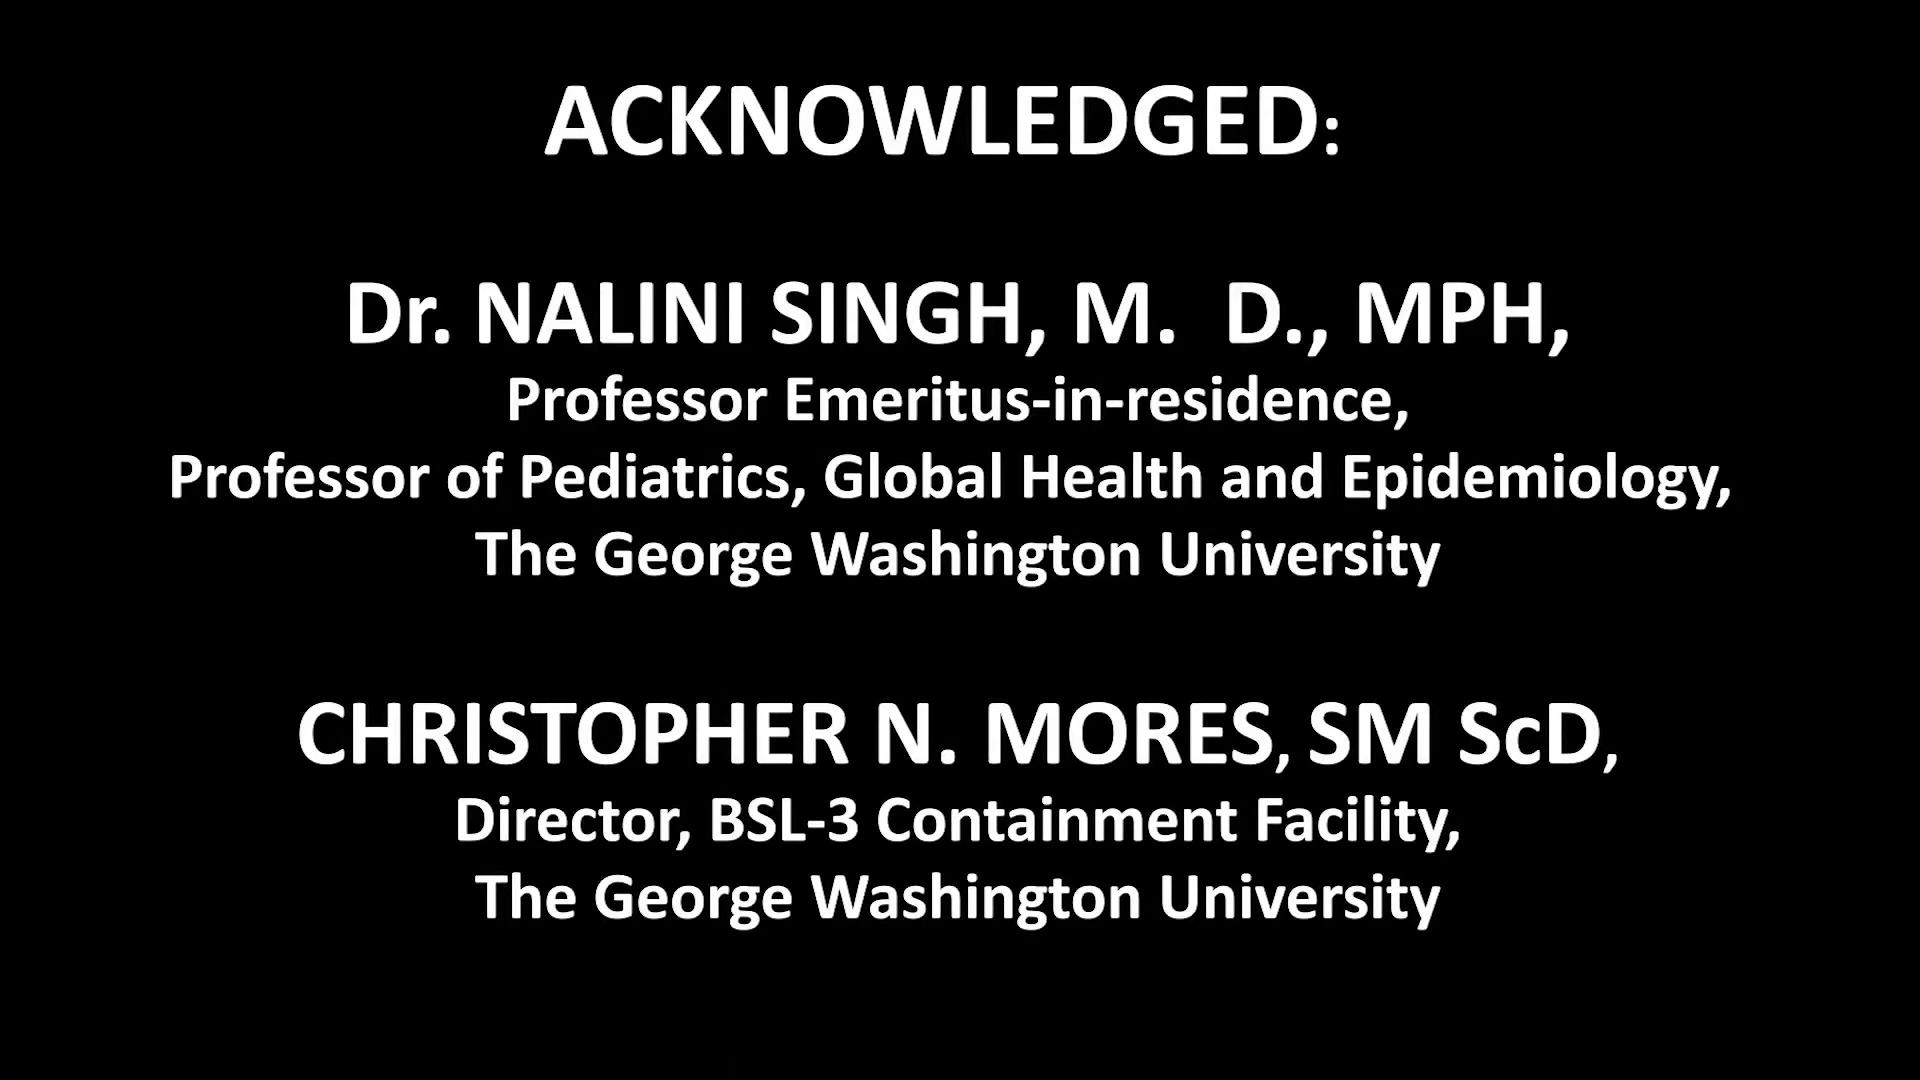 ACKNOWLEDGED:
Dr. NALINI SINGH, M.  D., MPH,
Professor Emeritus-in-residence,
Professor of Pediatrics, Global Health and Epidemiology,
The George Washington University
CHRISTOPHER N. MORES, SM ScD,
Director, BSL-3 Containment Facility,
The George Washington University